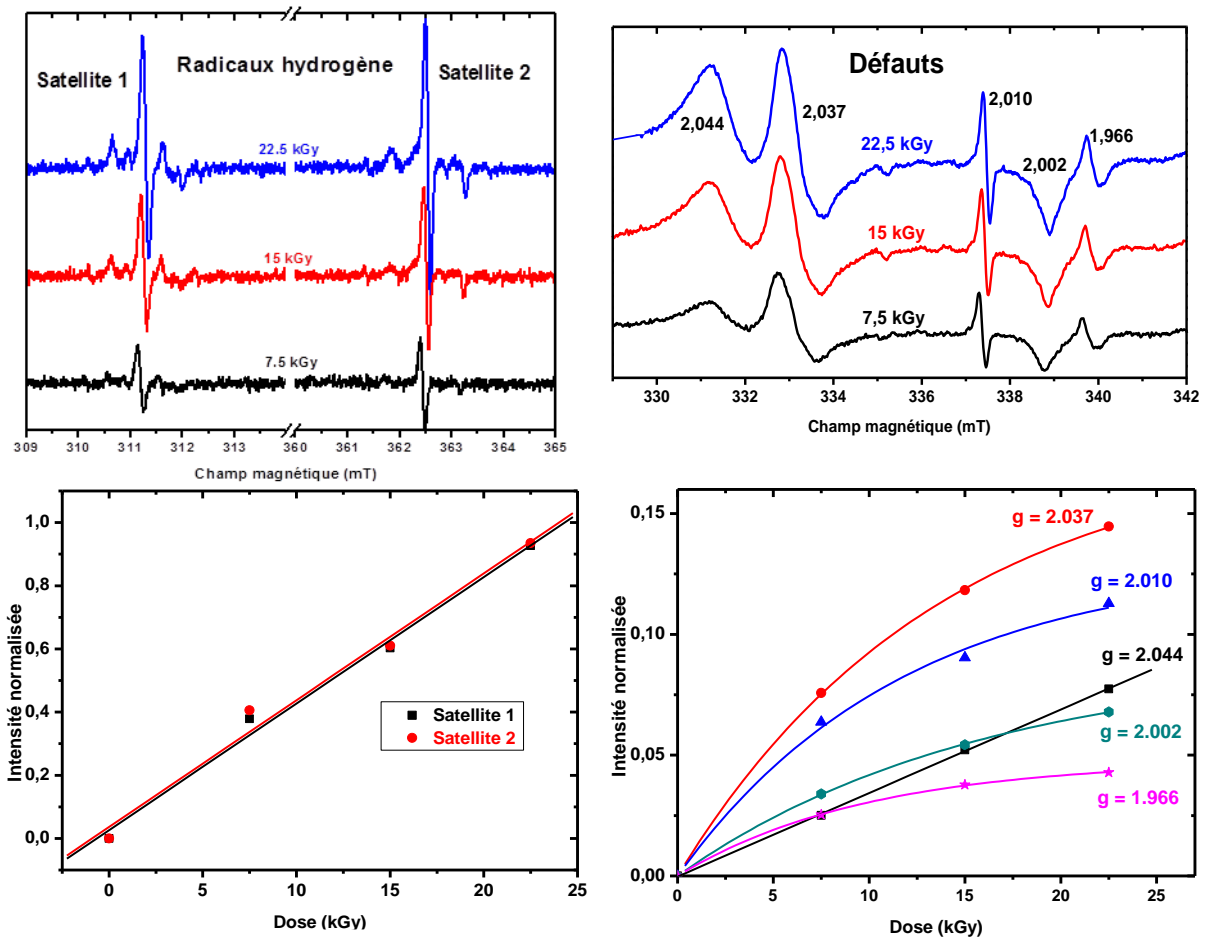 Satellite 1
Radicaux hydrogène
Satellite 2
22.5 kGy
15 kGy
7.5 kGy
309 310 311 312 313 360 361 362 363 364 365
Champ magnétique (mT)
Défauts
2,044
2,037
2,010
2,002
1,966
22,5 kGy
15 kGy
7,5 kGy
330 332 334 336 338 340 342
Champ magnétique (mT)
Intensité normalisée
1,0
0,8
0,6
0,4
0,2
0,0
Satellite 1
Satellite 2
0 5 10 15 20 25
Dose (kGy)
Intensité normalisée
0,15
0,10
0,05
0,00
g = 2.037
g = 2.010
g = 2.044
g = 2.002
g = 1.966
0 5 10 15 20 25
Dose (kGy)